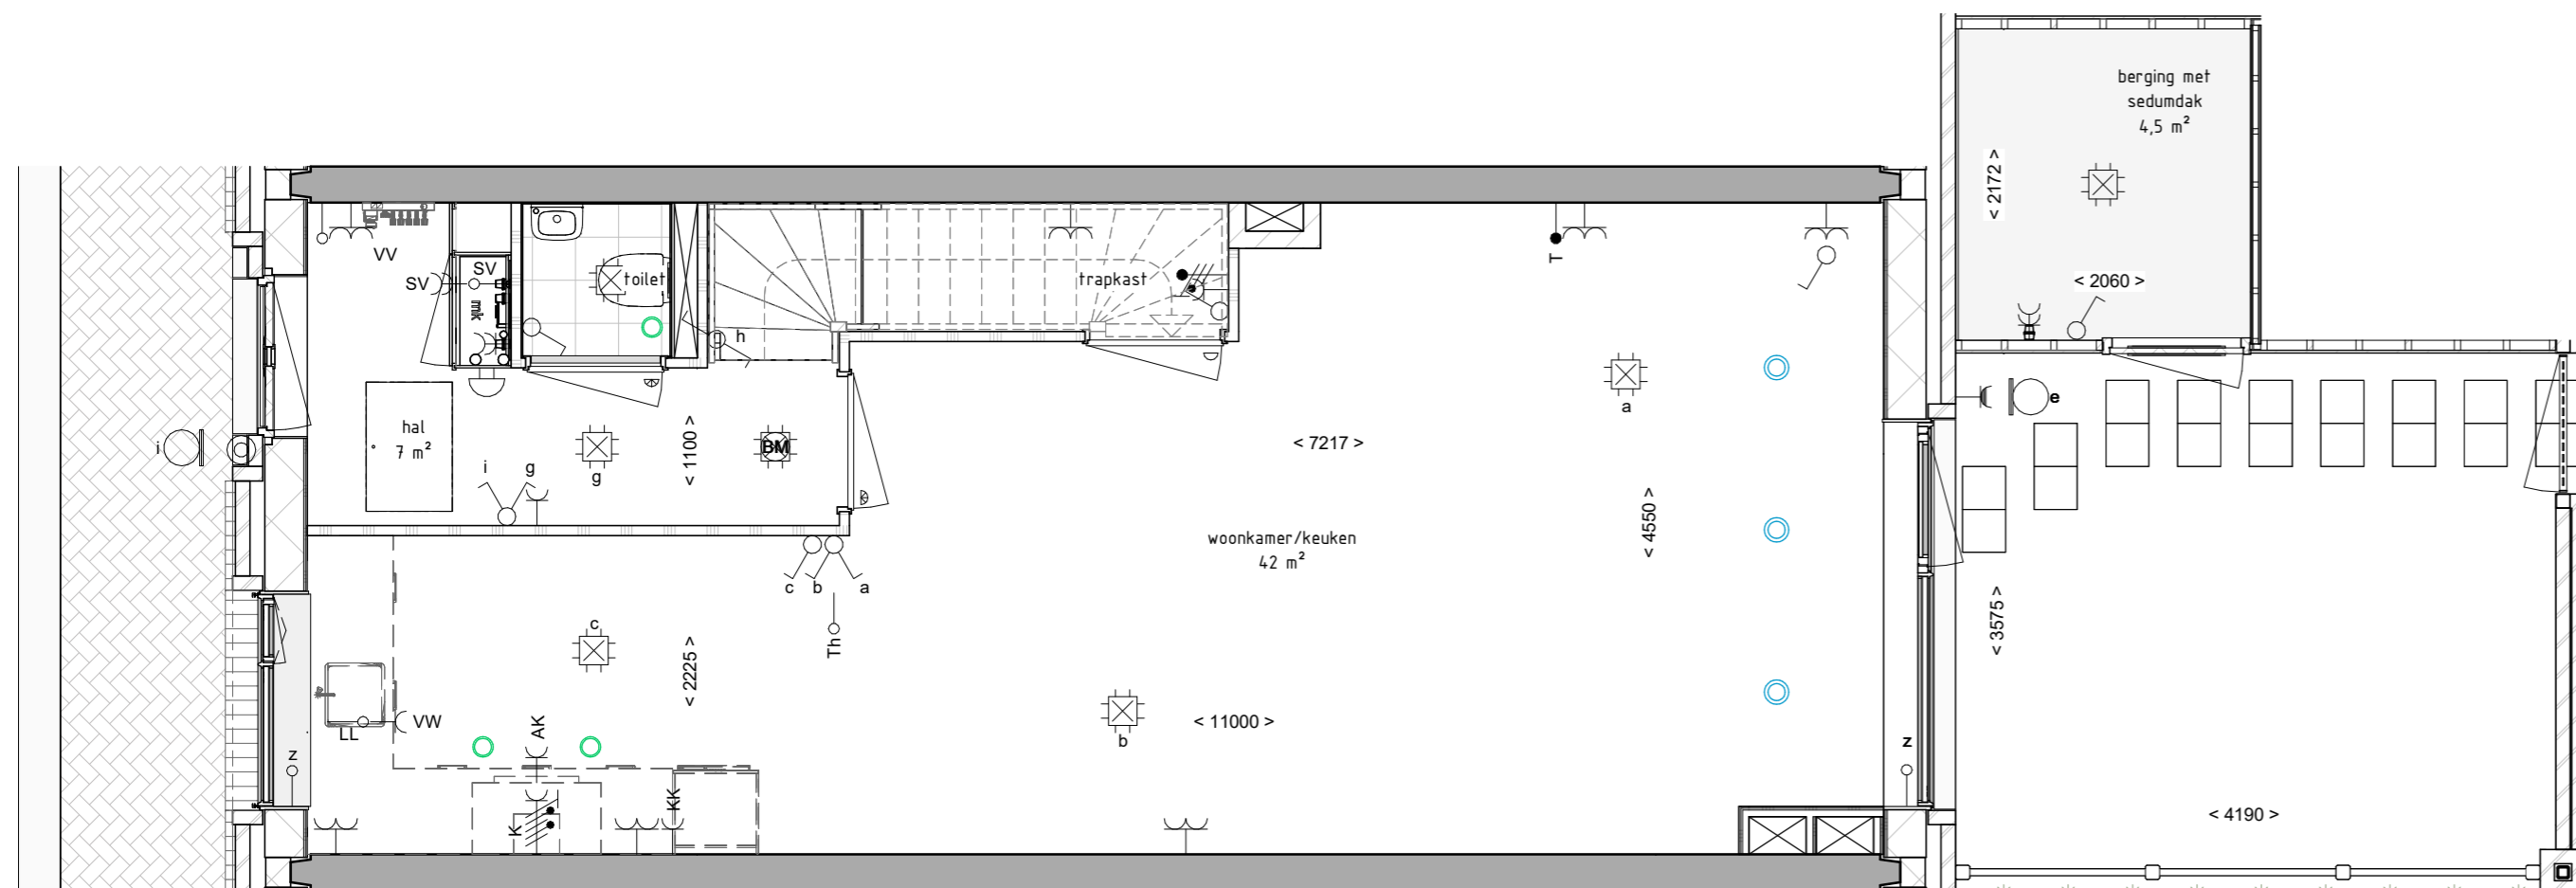 berging met
sedumdak
4,5 m²
< 2172 >
< 2060 >
VV
SV
SV
mk
toilet
h
trapkast
T
a
hal
7 m²
i
i
g
g
< 1100 >
BM
< 7217 >
< 4550 >
woonkamer/keuken
42 m²
e
< 3575 >
c
b
a
Th
c
< 2225 >
LL
VW
z
AK
K
KK
b
< 11000 >
z
< 4190 >